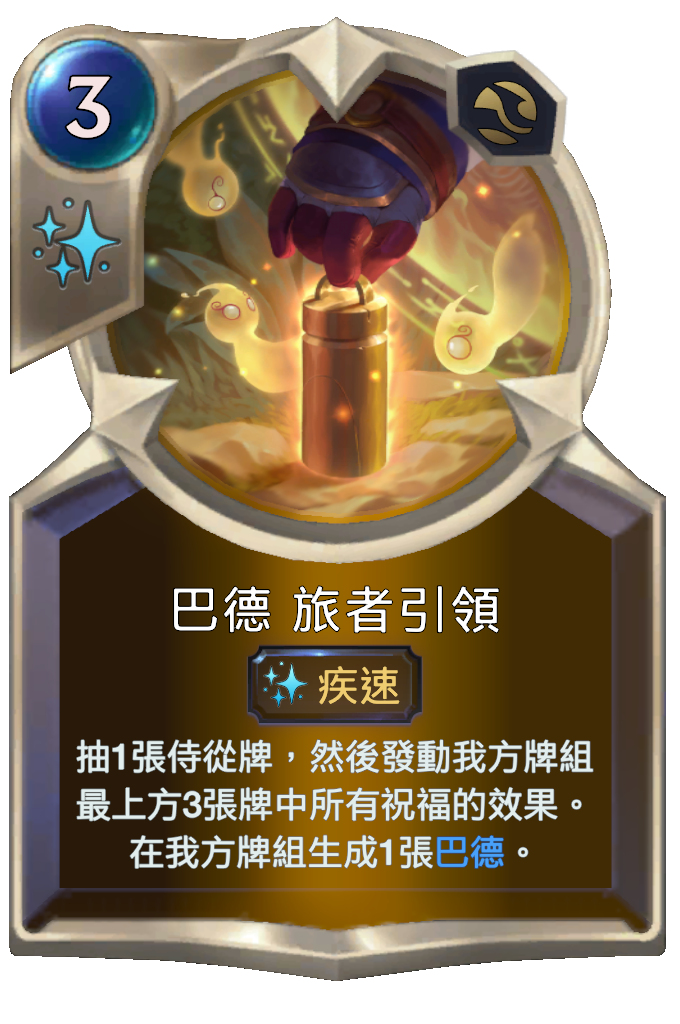 3
巴德 旅者引領
疾速
抽1張侍從牌，然後發動我方牌組
最上方3張牌中所有祝福的效果。
在我方牌組生成1張巴德。